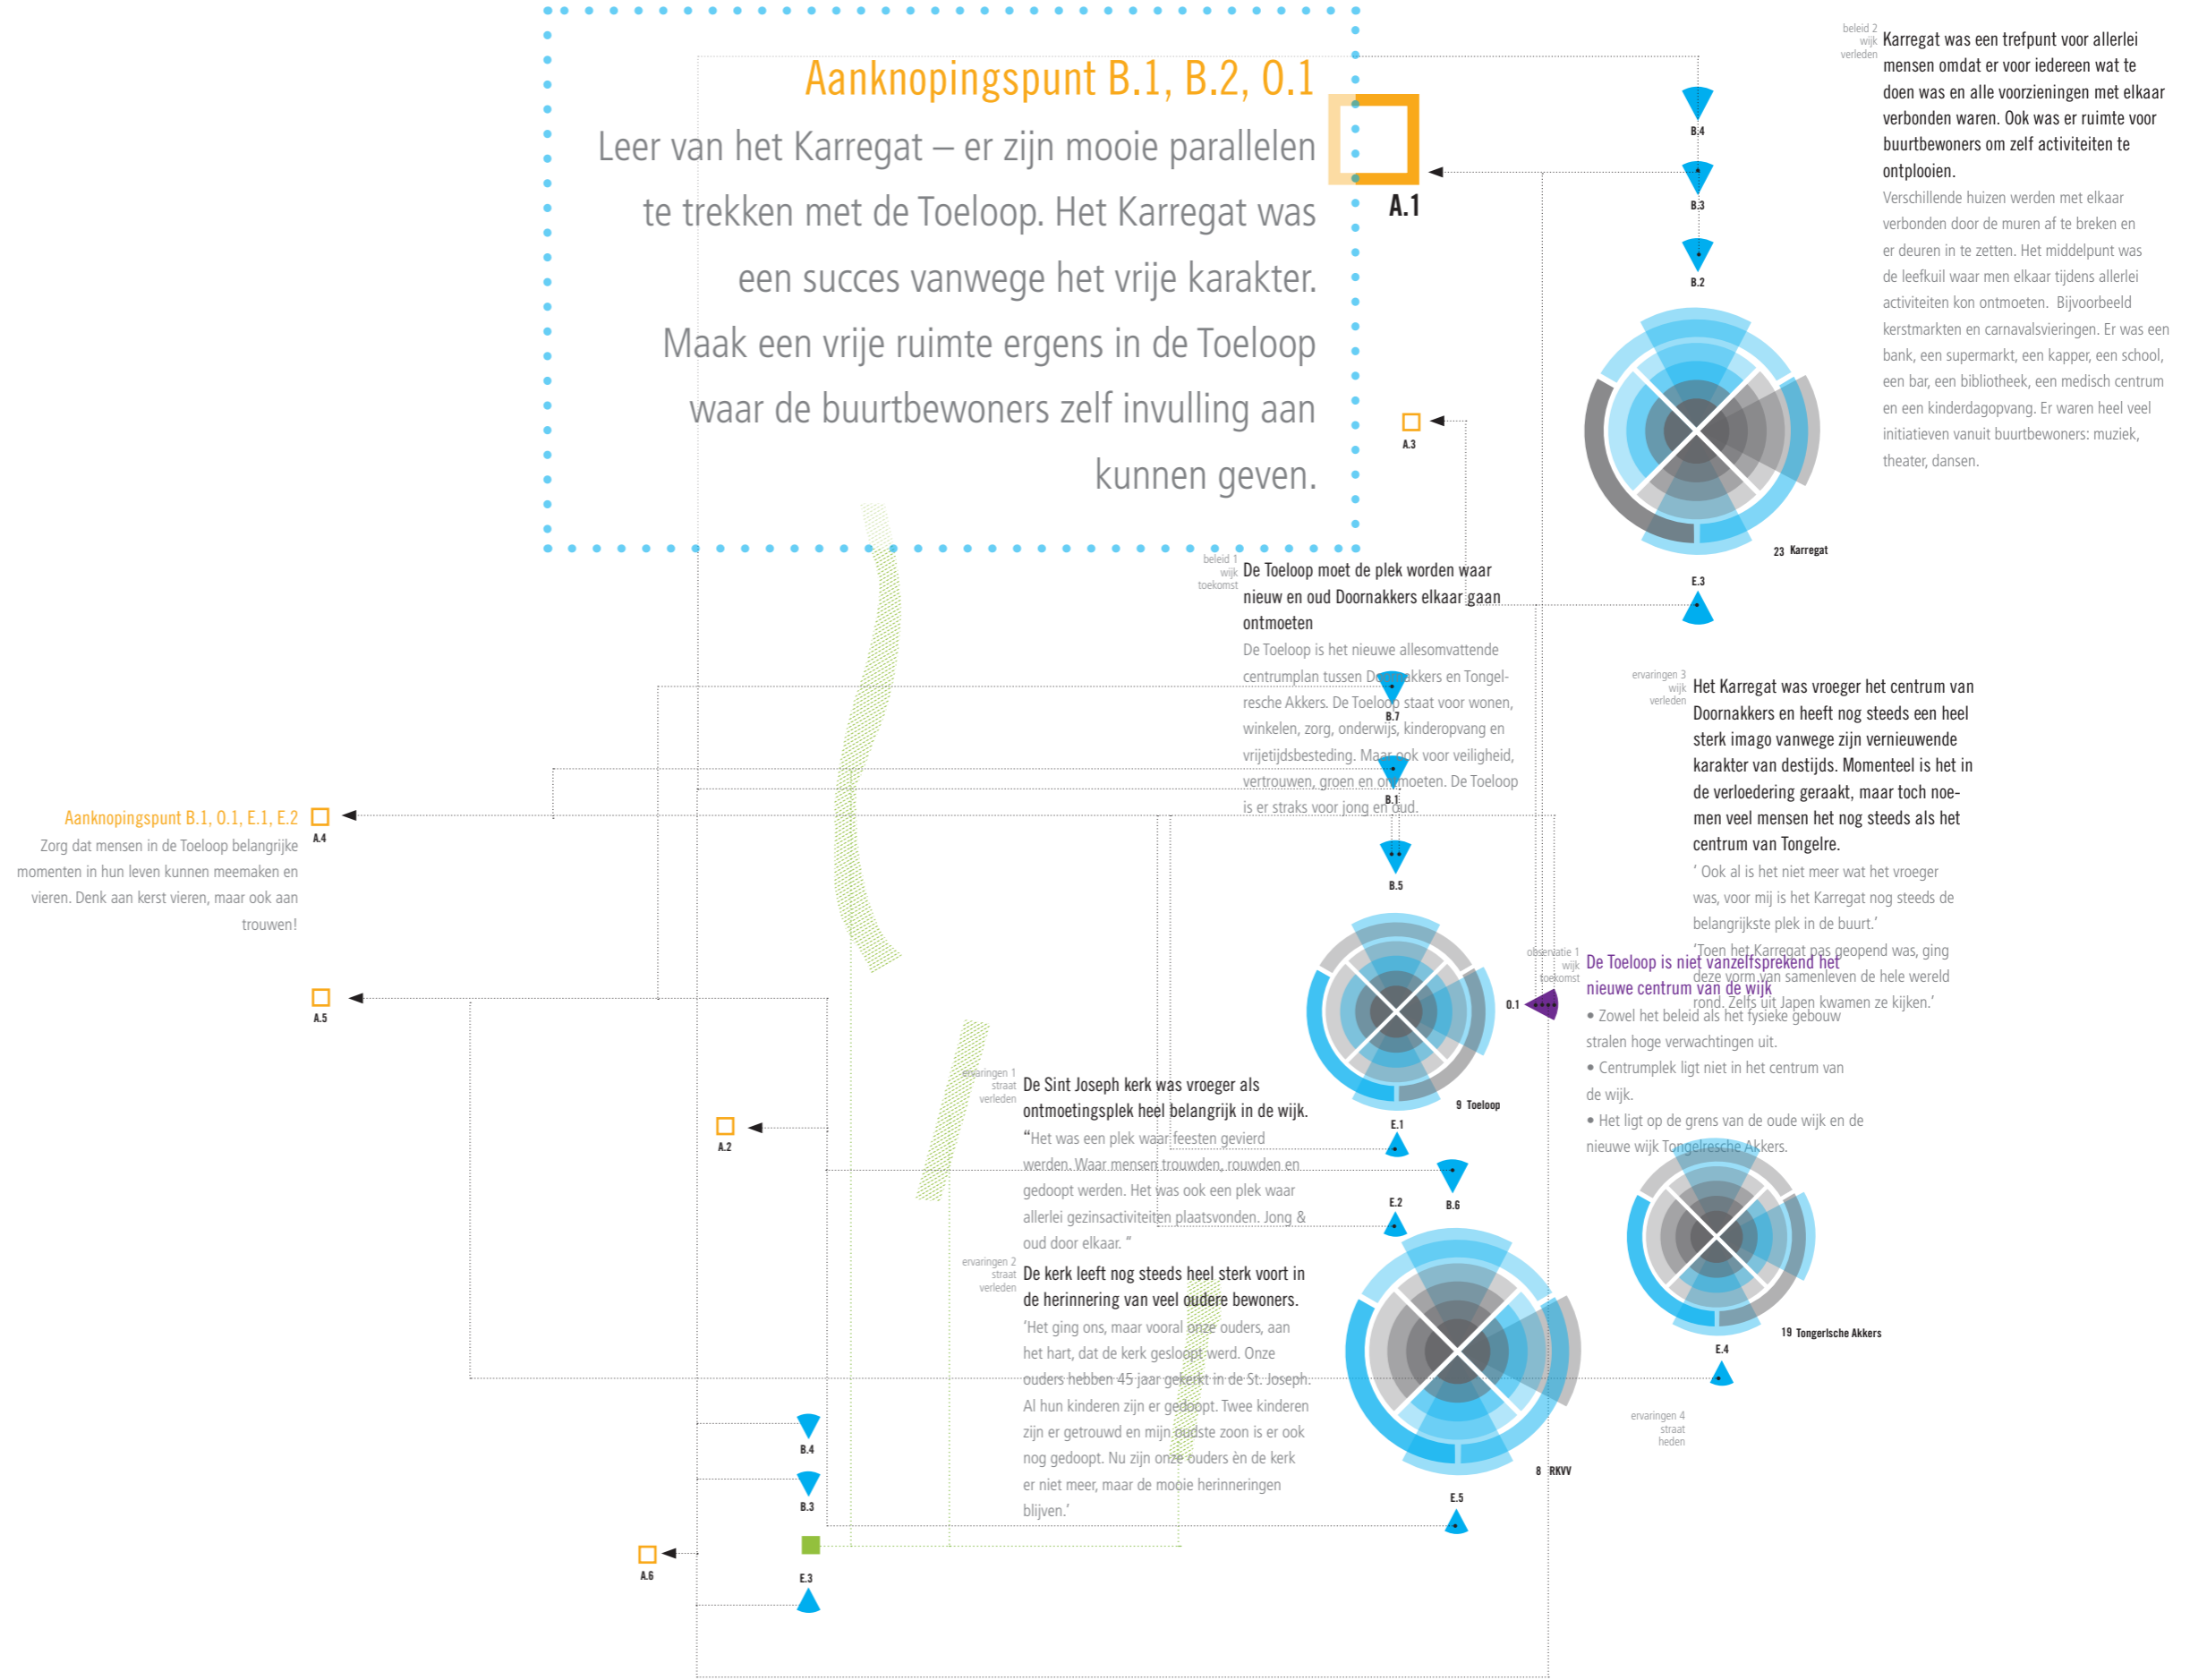 Aanknopingspunt B.1, B.2, O.1
Leer van het Karregat – er zijn mooie parallelen
te trekken met de Toeloop. Het Karregat was
een succes vanwege het vrije karakter.
Maak een vrije ruimte ergens in de Toeloop
waar de buurtbewoners zelf invulling aan
kunnen geven.
A.1
A.3
beleid 2
wijk
verleden
Karregat was een trefpunt voor allerlei
mensen omdat er voor iedereen wat te
doen was en alle voorzieningen met elkaar
verbonden waren. Ook was er ruimte voor
buurtbewoners om zelf activiteiten te
ontplooien.
Verschillende huizen werden met elkaar
verbonden door de muren af te breken en
er deuren in te zetten. Het middelpunt was
de leefkuil waar men elkaar tijdens allerlei
activiteiten kon ontmoeten. Bijvoorbeeld
kerstmarkten en carnavalsvieringen. Er was een
bank, een supermarkt, een kapper, een school,
een bar, een bibliotheek, een medisch centrum
en een kinderdagopvang. Er waren heel veel
initiatieven vanuit buurtbewoners: muziek,
theater, dansen.
B.4
B.3
B.2
23 Karregat
E.3
beleid 1
wijk
toekomst
De Toeloop moet de plek worden waar
nieuw en oud Doornakkers elkaar gaan
ontmoeten
De Toeloop is het nieuwe allesomvattende
centrumplan tussen Doornakkers en Tongel-
resche Akkers. De Toeloop staat voor wonen,
winkelen, zorg, onderwijs, kinderopvang en
vrijetijdsbesteding. Maar ook voor veiligheid,
vertrouwen, groen en ontmoeten. De Toeloop
is er straks voor jong en oud.
B.7
B.1
B.5
ervaringen 3
wijk
verleden
Het Karregat was vroeger het centrum van
Doornakkers en heeft nog steeds een heel
sterk imago vanwege zijn vernieuwende
karakter van destijds. Momenteel is het in
de verloedering geraakt, maar toch noe-
men veel mensen het nog steeds als het
centrum van Tongelre.
‘ Ook al is het niet meer wat het vroeger
was, voor mij is het Karregat nog steeds de
belangrijkste plek in de buurt.’
‘Toen het Karregat pas geopend was, ging
deze vorm van samenleven de hele wereld
rond. Zelfs uit Japen kwamen ze kijken.’
Aanknopingspunt B.1, O.1, E.1, E.2
Zorg dat mensen in de Toeloop belangrijke
momenten in hun leven kunnen meemaken en
vieren. Denk aan kerst vieren, maar ook aan
trouwen!
A.4
A.5
A.2
observatie 1
wijk
toekomst
De Toeloop is niet vanzelfsprekend het
nieuwe centrum van de wijk
• Zowel het beleid als het fysieke gebouw
stralen hoge verwachtingen uit.
• Centrumplek ligt niet in het centrum van
de wijk.
• Het ligt op de grens van de oude wijk en de
nieuwe wijk Tongelresche Akkers.
O.1
9 Toeloop
E.1
B.6
E.2
ervaringen 1
straat
verleden
De Sint Joseph kerk was vroeger als
ontmoetingsplek heel belangrijk in de wijk.
“Het was een plek waar feesten gevierd
werden. Waar mensen trouwden, rouwden en
gedoopt werden. Het was ook een plek waar
allerlei gezinsactiviteiten plaatsvonden. Jong &
oud door elkaar. ”
ervaringen 2
straat
verleden
De kerk leeft nog steeds heel sterk voort in
de herinnering van veel oudere bewoners.
‘Het ging ons, maar vooral onze ouders, aan
het hart, dat de kerk gesloopt werd. Onze
ouders hebben 45 jaar gekerkt in de St. Joseph.
Al hun kinderen zijn er gedoopt. Twee kinderen
zijn er getrouwd en mijn oudste zoon is er ook
nog gedoopt. Nu zijn onze ouders èn de kerk
er niet meer, maar de mooie herinneringen
blijven.’
19 Tongerlsche Akkers
E.4
ervaringen 4
straat
heden
8 RKVV
E.5
B.4
B.3
E.3
A.6